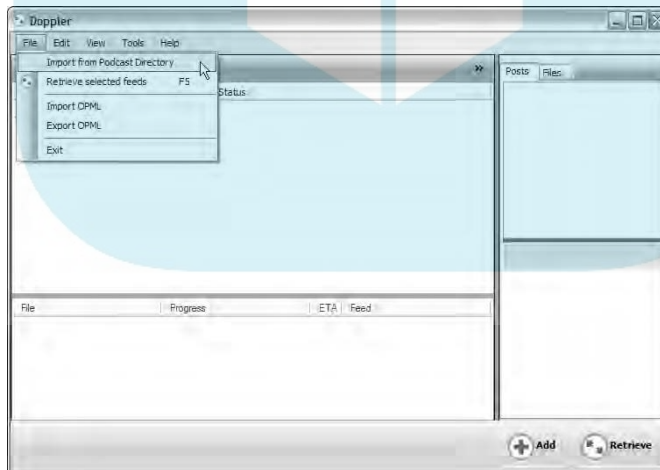 Doppler
File Edit View Tools Help
Import from Podcast Directory
Retrieve selected feeds F5
Import OPML
Export OPML
Exit
Status
»
Posts Files
File Progress ETA Feed
Add Retrieve